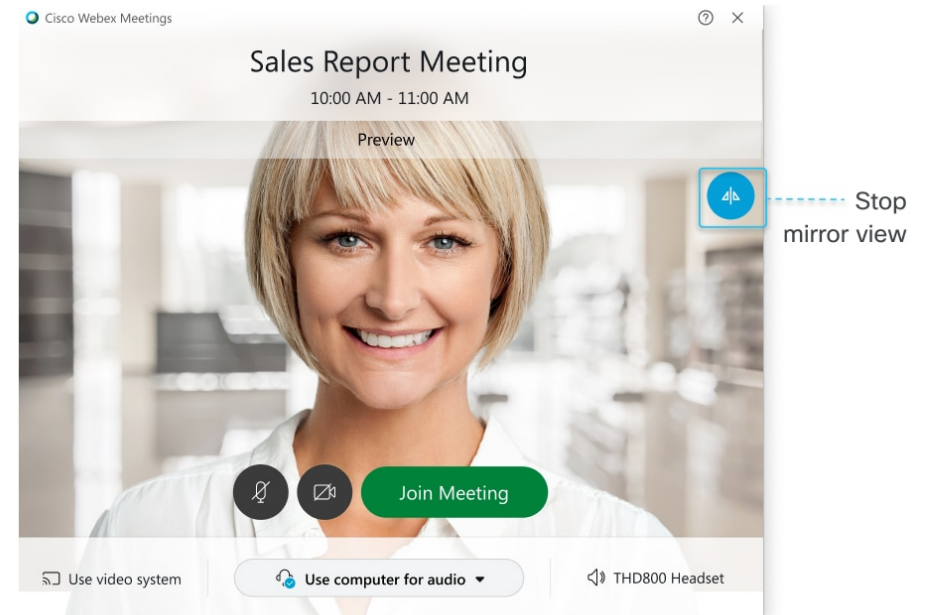 Cisco Webex Meetings
Sales Report Meeting
10:00 AM - 11:00 AM
Preview
Stop
mirror view
Join Meeting
Use video system
Use computer for audio
THD800 Headset